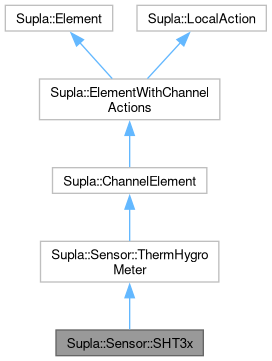 Supla::Element
Supla::LocalAction
Supla::ElementWithChannel
Actions
Supla::ChannelElement
Supla::Sensor::ThermHygro
Meter
Supla::Sensor::SHT3x